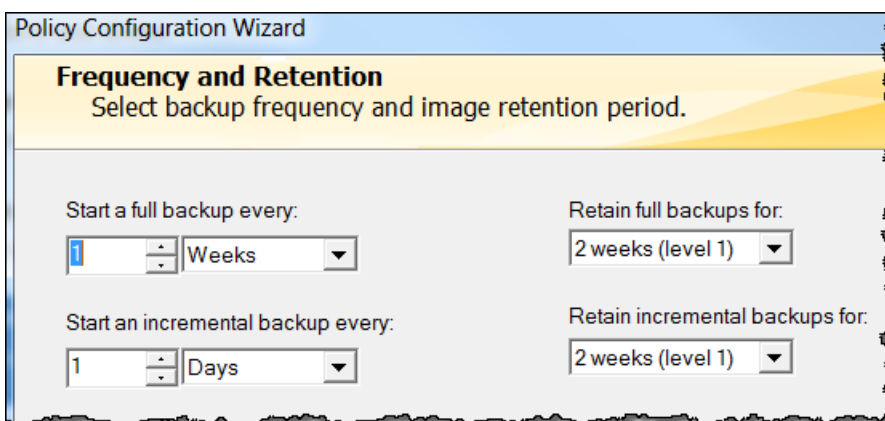 Policy Configuration Wizard
Frequency and Retention
Select backup frequency and image retention period.
Start a full backup every:
Retain full backups for:
1 Weeks
2 weeks (level 1)
Start an incremental backup every:
Retain incremental backups for:
1 Days
2 weeks (level 1)